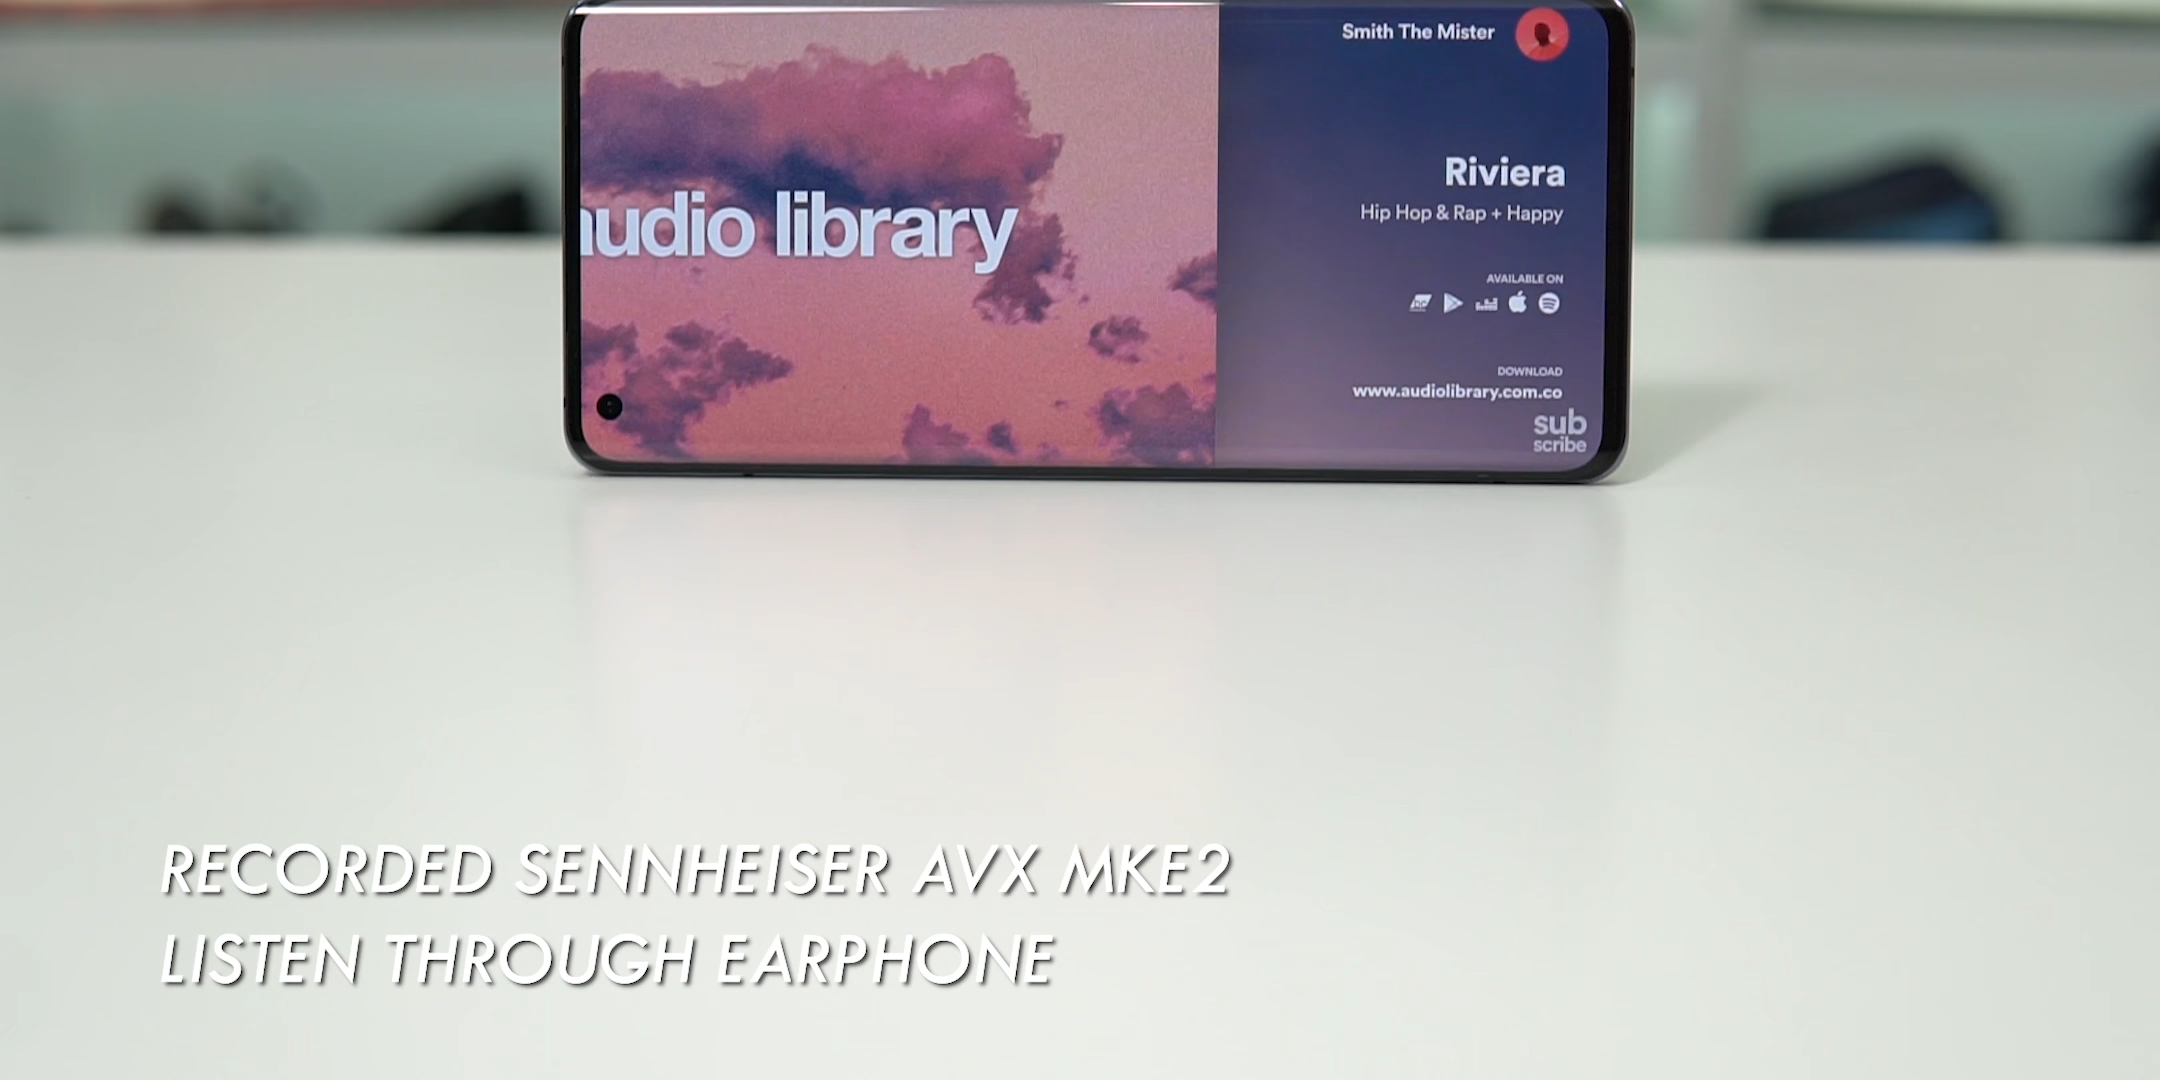 Smith The Mister
audio library
Riviera
Hip Hop & Rap + Happy
AVAILABLE ON
DOWNLOAD
www.audiolibrary.com.co
sub
scribe
RECORDED SENNHEISER AVX MKE2
LISTEN THROUGH EARPHONE